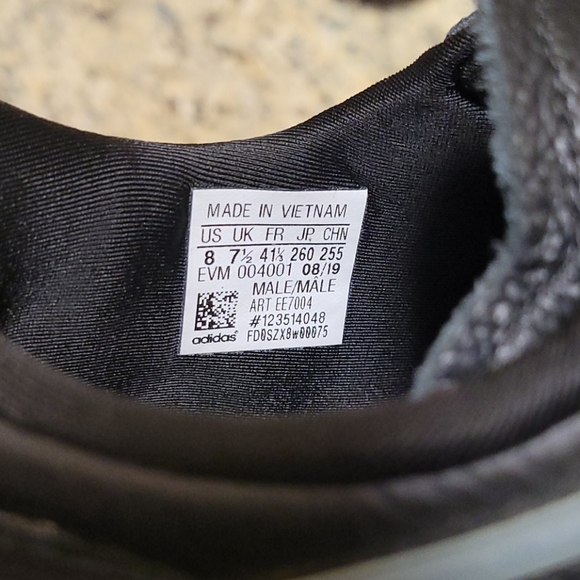 MADE IN VIETNAM
US UK FR JP CHN
8 7½ 41⅓ 260 255
EVM 004001 08/19
MALE/MALE
ART EE7004
#123514048
adidas FD0SZX8w00075